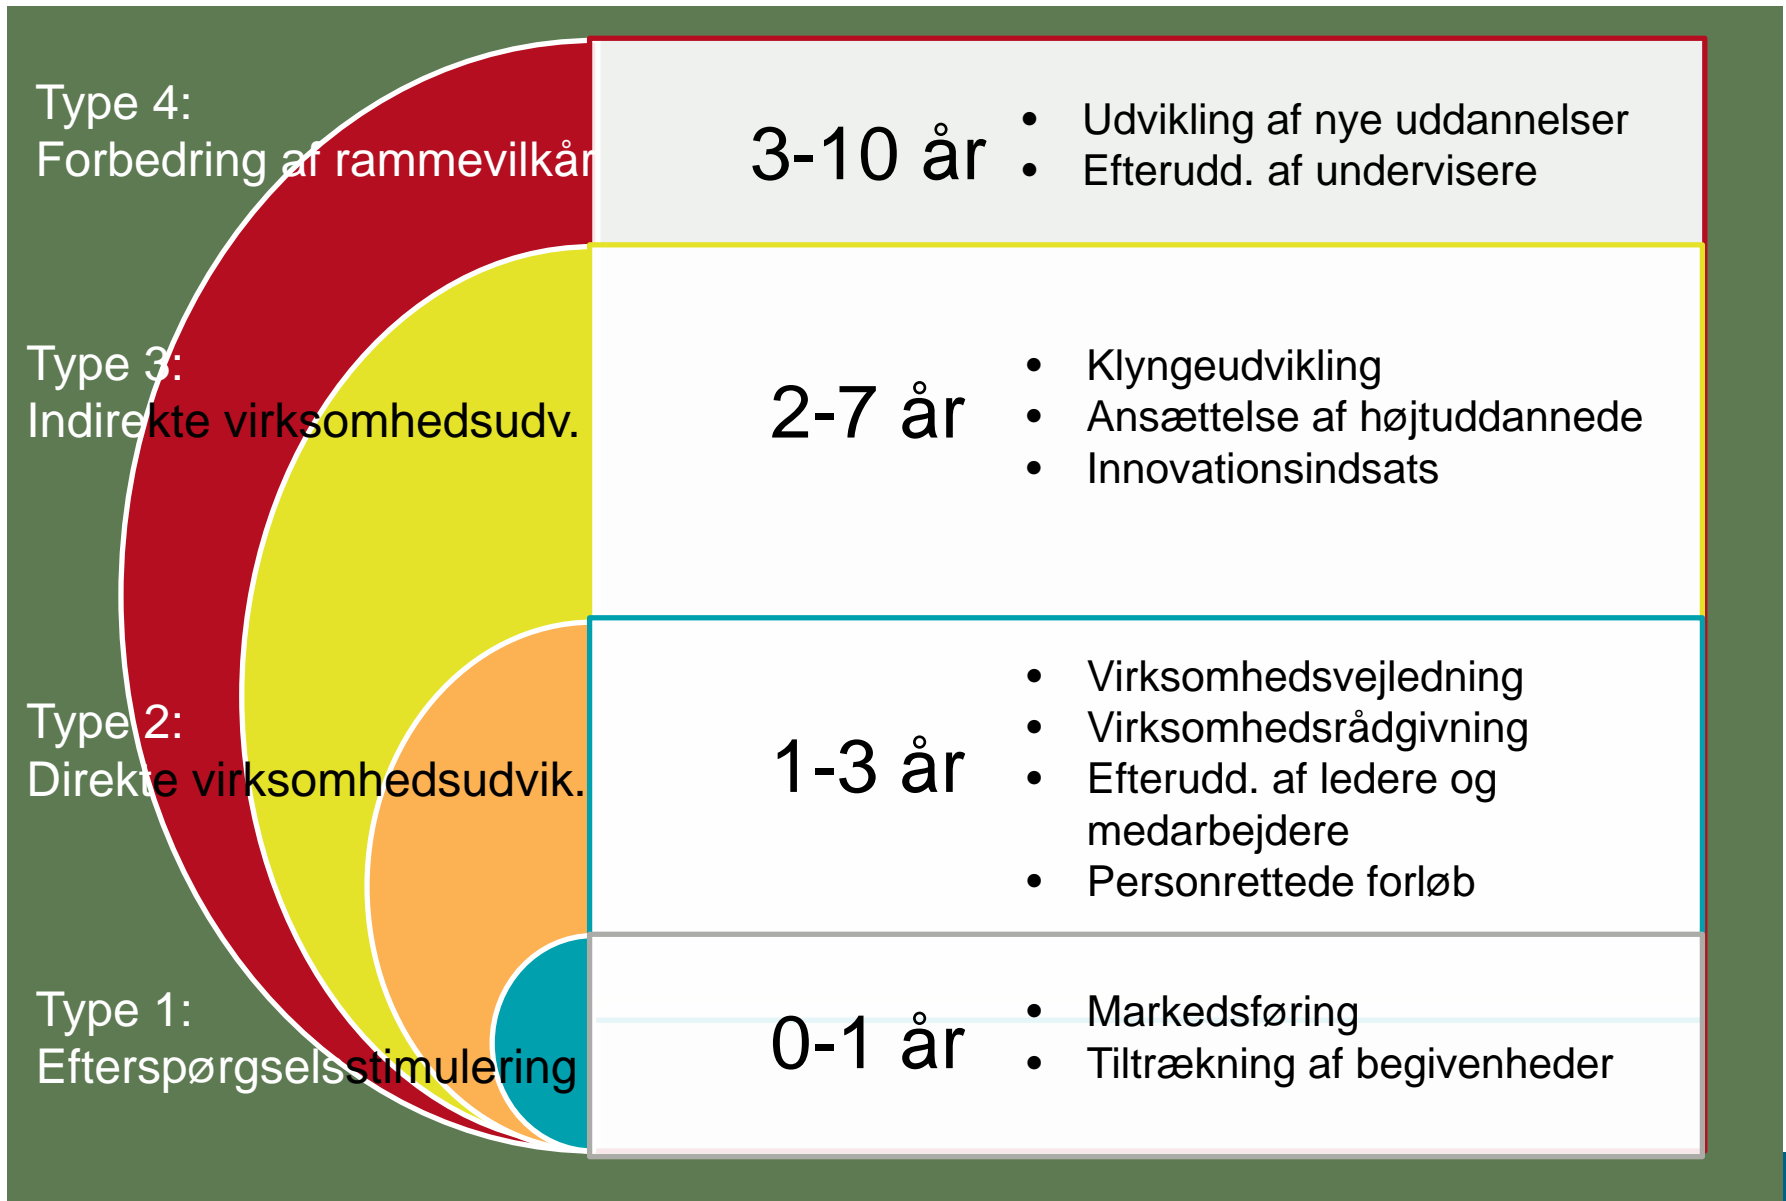 Type 4:
Forbedring af rammevilkår
3-10 år
• Udvikling af nye uddannelser
• Efterudd. af undervisere
Type 3:
Indirekte virksomhedsudv.
2-7 år
• Klyngeudvikling
• Ansættelse af højtuddannede
• Innovationsindsats
Type 2:
Direkte virksomhedsudvik.
1-3 år
• Virksomhedsvejledning
• Virksomhedsrådgivning
• Efterudd. af ledere og
medarbejdere
• Personrettede forløb
Type 1:
Efterspørgselsstimulering
0-1 år
• Markedsføring
• Tiltrækning af begivenheder